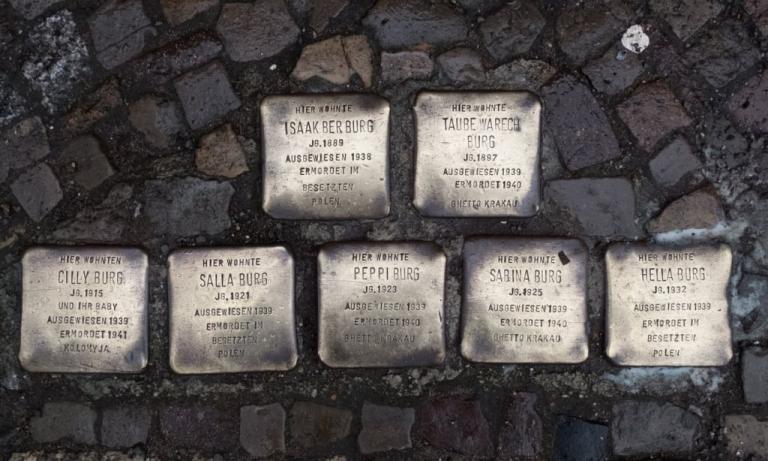 HIER WOHNTE
ISAAK BER BURG
JG.1889
AUSGEWIESEN 1938
ERMORDET IM
BESETZTEN
POLEN
HIER WOHNTE
TAUBE WARECH
BURG
JG.1897
AUSGEWIESEN 1939
ERMORDET 1940
GHETTO KRAKAU
HIER WOHNTEN
CILLY BURG
JG.1915
UND IHR BABY
AUSGEWIESEN 1939
ERMORDET 1941
KOLOMYJA
HIER WOHNTE
SALLA BURG
JG.1921
AUSGEWIESEN 1939
ERMORDET IM
BESETZTEN
POLEN
HIER WOHNTE
PEPPI BURG
JG.1923
AUSGEWIESEN 1939
ERMORDET 1940
GHETTO KRAKAU
HIER WOHNTE
SABINA BURG
JG.1925
AUSGEWIESEN 1939
ERMORDET 1940
GHETTO KRAKAU
HIER WOHNTE
HELLA BURG
JG.1932
AUSGEWIESEN 1939
ERMORDET IM
BESETZTEN
POLEN